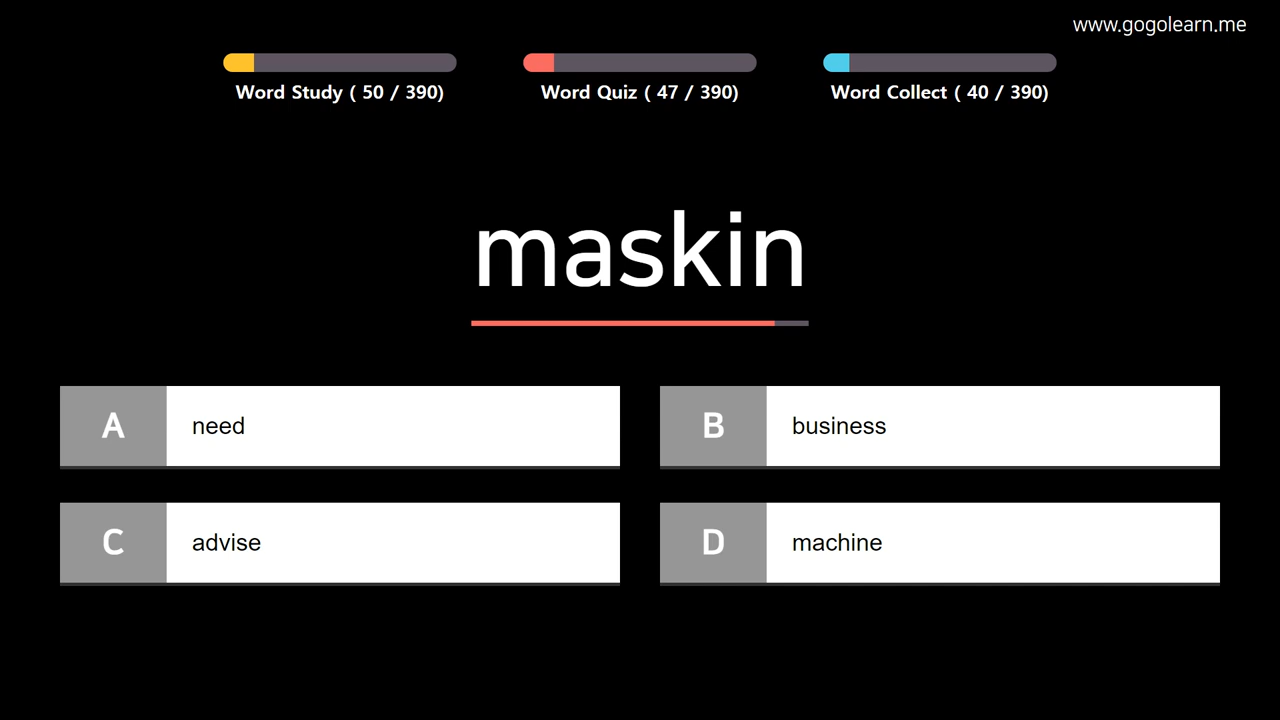 www.gogolearn.me
Word Study ( 50 / 390)
Word Quiz ( 47 / 390)
Word Collect ( 40 / 390)
maskin
A need
B business
C advise
D machine